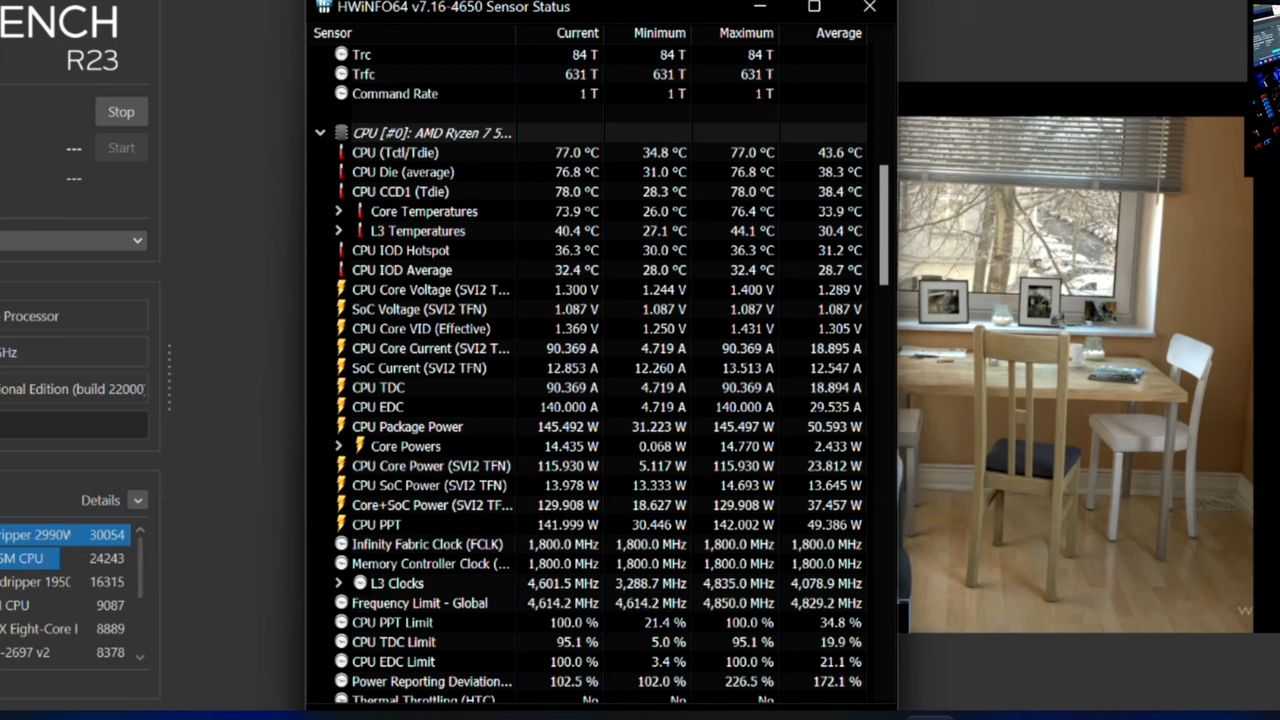 ENCH
R23
Stop
---
Start
---
Processor
GHz
ional Edition (build 22000)
Details
ripper 2990W 30054
5M CPU 24243
dripper 195( 16315
CPU 9087
X Eight-Core I 8889
-2697 v2 8378
HWiNFO64 v7.16-4650 Sensor Status
Sensor Current Minimum Maximum Average
Trc 84 T 84 T 84 T
Trfc 631 T 631 T 631 T
Command Rate 1 T 1 T 1 T
CPU [#0]: AMD Ryzen 7 5...
CPU (Tctl/Tdie) 77.0 °C 34.8 °C 77.0 °C 43.6 °C
CPU Die (average) 76.8 °C 31.0 °C 76.8 °C 38.3 °C
CPU CCD1 (Tdie) 78.0 °C 28.3 °C 78.0 °C 38.4 °C
Core Temperatures 73.9 °C 26.0 °C 76.4 °C 33.9 °C
L3 Temperatures 40.4 °C 27.1 °C 44.1 °C 30.4 °C
CPU IOD Hotspot 36.3 °C 30.0 °C 36.3 °C 31.2 °C
CPU IOD Average 32.4 °C 28.0 °C 32.4 °C 28.7 °C
CPU Core Voltage (SVI2 T... 1.300 V 1.244 V 1.400 V 1.289 V
SoC Voltage (SVI2 TFN) 1.087 V 1.087 V 1.087 V 1.087 V
CPU Core VID (Effective) 1.369 V 1.250 V 1.431 V 1.305 V
CPU Core Current (SVI2 T... 90.369 A 4.719 A 90.369 A 18.895 A
SoC Current (SVI2 TFN) 12.853 A 12.260 A 13.513 A 12.547 A
CPU TDC 90.369 A 4.719 A 90.369 A 18.894 A
CPU EDC 140.000 A 4.719 A 140.000 A 29.535 A
CPU Package Power 145.492 W 31.223 W 145.497 W 50.593 W
Core Powers 14.435 W 0.068 W 14.770 W 2.433 W
CPU Core Power (SVI2 TFN) 115.930 W 5.117 W 115.930 W 23.812 W
CPU SoC Power (SVI2 TFN) 13.978 W 13.333 W 14.693 W 13.645 W
Core+SoC Power (SVI2 TF... 129.908 W 18.627 W 129.908 W 37.457 W
CPU PPT 141.999 W 30.446 W 142.002 W 49.386 W
Infinity Fabric Clock (FCLK) 1,800.0 MHz 1,800.0 MHz 1,800.0 MHz 1,800.0 MHz
Memory Controller Clock (... 1,800.0 MHz 1,800.0 MHz 1,800.0 MHz 1,800.0 MHz
L3 Clocks 4,601.5 MHz 3,288.7 MHz 4,835.0 MHz 4,078.9 MHz
Frequency Limit - Global 4,614.2 MHz 4,614.2 MHz 4,850.0 MHz 4,829.2 MHz
CPU PPT Limit 100.0 % 21.4 % 100.0 % 34.8 %
CPU TDC Limit 95.1 % 5.0 % 95.1 % 19.9 %
CPU EDC Limit 100.0 % 3.4 % 100.0 % 21.1 %
Power Reporting Deviation... 102.5 % 102.0 % 226.5 % 172.1 %
Thermal Throttling (HTC) No No No